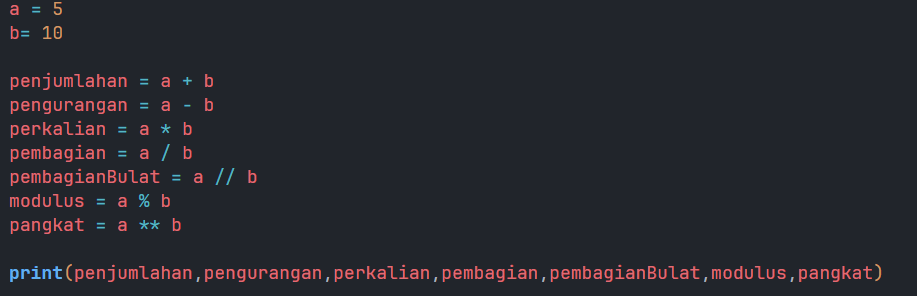 a = 5
b= 10
penjumlahan = a + b
pengurangan = a - b
perkalian = a * b
pembagian = a / b
pembagianBulat = a // b
modulus = a % b
pangkat = a ** b
print(penjumlahan,pengurangan,perkalian,pembagian,pembagianBulat,modulus,pangkat)